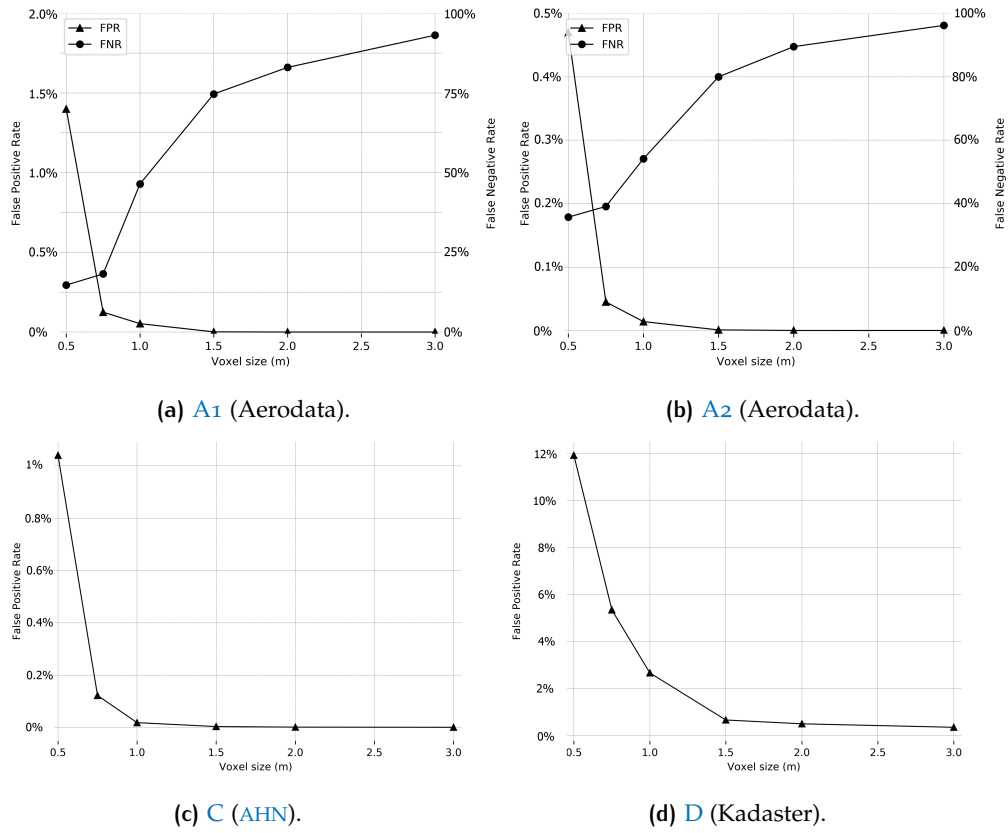 2.0%
1.5%
1.0%
0.5%
0%
False Positive Rate
FPR
FNR
100%
75%
50%
25%
0%
False Negative Rate
0.5 1.0 1.5 2.0 2.5 3.0
Voxel size (m)
(a) A1 (Aerodata).
0.5%
0.4%
0.3%
0.2%
0.1%
0%
False Positive Rate
FPR
FNR
100%
80%
60%
40%
20%
0%
False Negative Rate
0.5 1.0 1.5 2.0 2.5 3.0
Voxel size (m)
(b) A2 (Aerodata).
1%
0.8%
0.6%
0.4%
0.2%
0%
False Positive Rate
0.5 1.0 1.5 2.0 2.5 3.0
Voxel size (m)
(c) C (AHN).
12%
10%
8%
6%
4%
2%
0%
False Positive Rate
0.5 1.0 1.5 2.0 2.5 3.0
Voxel size (m)
(d) D (Kadaster).